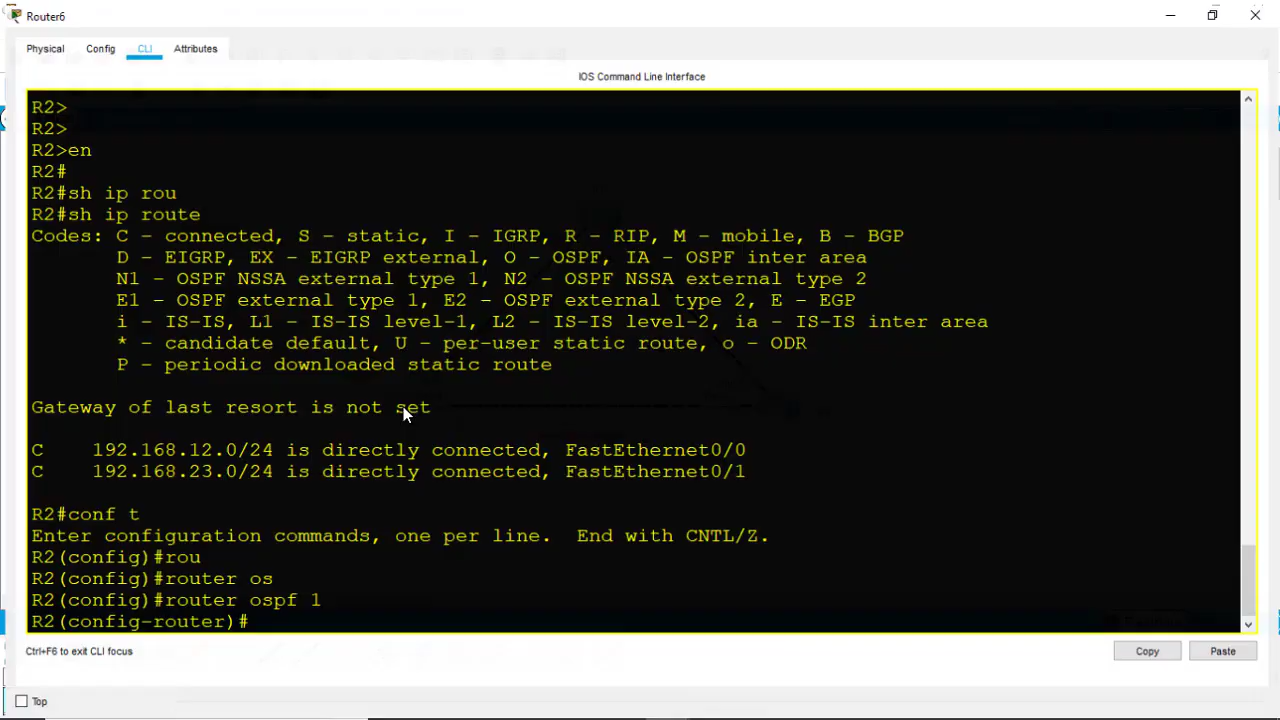 Router6
Physical Config CLI Attributes
IOS Command Line Interface
R2>
R2>
R2>en
R2#
R2#sh ip rou
R2#sh ip route
Codes: C - connected, S - static, I - IGRP, R - RIP, M - mobile, B - BGP
D - EIGRP, EX - EIGRP external, O - OSPF, IA - OSPF inter area
N1 - OSPF NSSA external type 1, N2 - OSPF NSSA external type 2
E1 - OSPF external type 1, E2 - OSPF external type 2, E - EGP
i - IS-IS, L1 - IS-IS level-1, L2 - IS-IS level-2, ia - IS-IS inter area
* - candidate default, U - per-user static route, o - ODR
P - periodic downloaded static route
Gateway of last resort is not set
C 192.168.12.0/24 is directly connected, FastEthernet0/0
C 192.168.23.0/24 is directly connected, FastEthernet0/1
R2#conf t
Enter configuration commands, one per line. End with CNTL/Z.
R2(config)#rou
R2(config)#router os
R2(config)#router ospf 1
R2(config-router)#
Ctrl+F6 to exit CLI focus
Copy Paste
Top